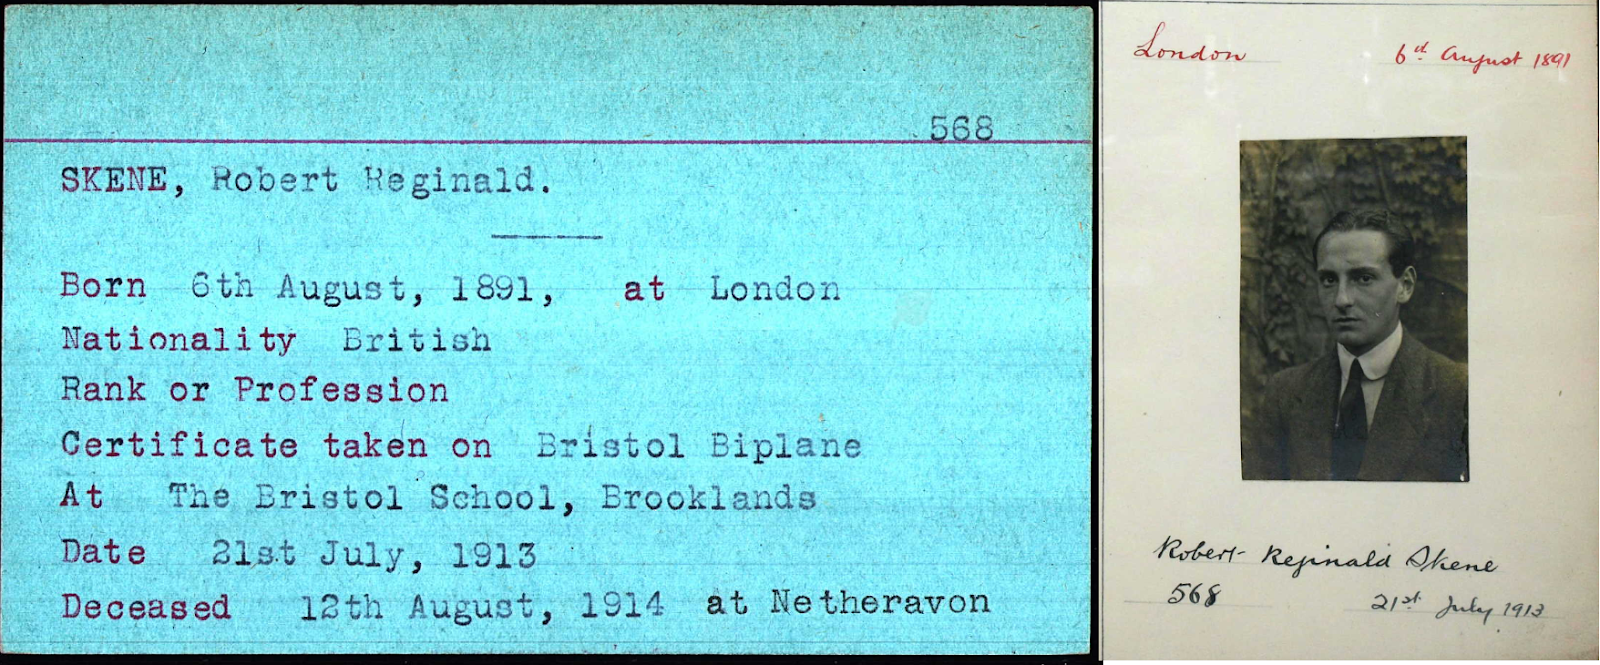 568
SKENE, Robert Reginald.
Born 6th August, 1891, at London
Nationality British
Rank or Profession
Certificate taken on Bristol Biplane
At The Bristol School, Brooklands
Date 21st July, 1913
Deceased 12th August, 1914 at Netheravon
London 6th August 1891
Robert Reginald Skene
568 21st July 1913